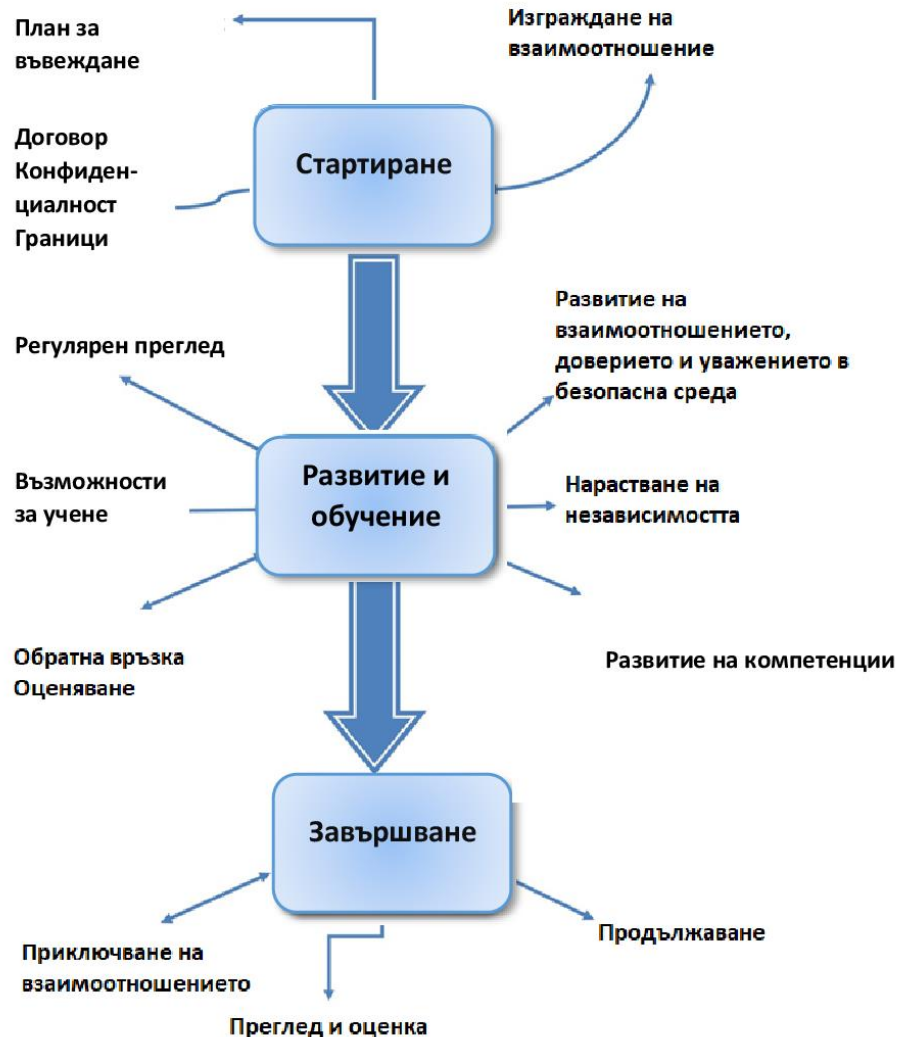 План за
въвеждане
Изграждане на
взаимоотношение
Стартиране
Договор
Конфиден-
циалност
Граници
Регулярен преглед
Развитие на
взаимоотношението,
доверието и уважението в
безопасна среда
Възможности
за учене
Развитие и
обучение
Нарастване на
независимостта
Обратна връзка
Оценяване
Развитие на компетенции
Завършване
Приключване на
взаимоотношението
Продължаване
Преглед и оценка